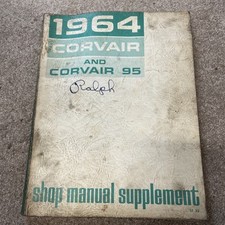 1964
CORVAIR
AND
CORVAIR 95
Ralph
shop manual supplement